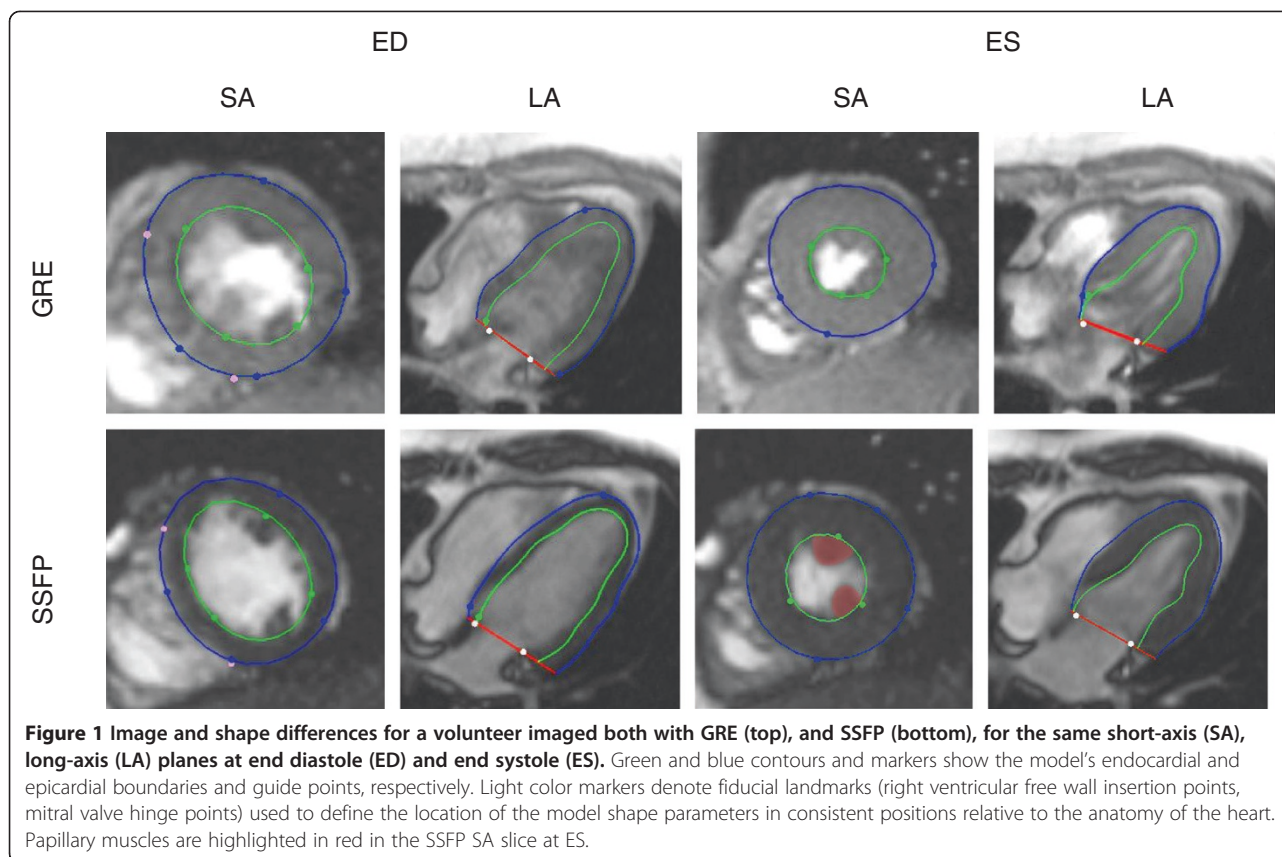 ED
ES
SA
LA
SA
LA
GRE
SSFP
Figure 1 Image and shape differences for a volunteer imaged both with GRE (top), and SSFP (bottom), for the same short-axis (SA),
long-axis (LA) planes at end diastole (ED) and end systole (ES). Green and blue contours and markers show the model's endocardial and
epicardial boundaries and guide points, respectively. Light color markers denote fiducial landmarks (right ventricular free wall insertion points,
mitral valve hinge points) used to define the location of the model shape parameters in consistent positions relative to the anatomy of the heart.
Papillary muscles are highlighted in red in the SSFP SA slice at ES.